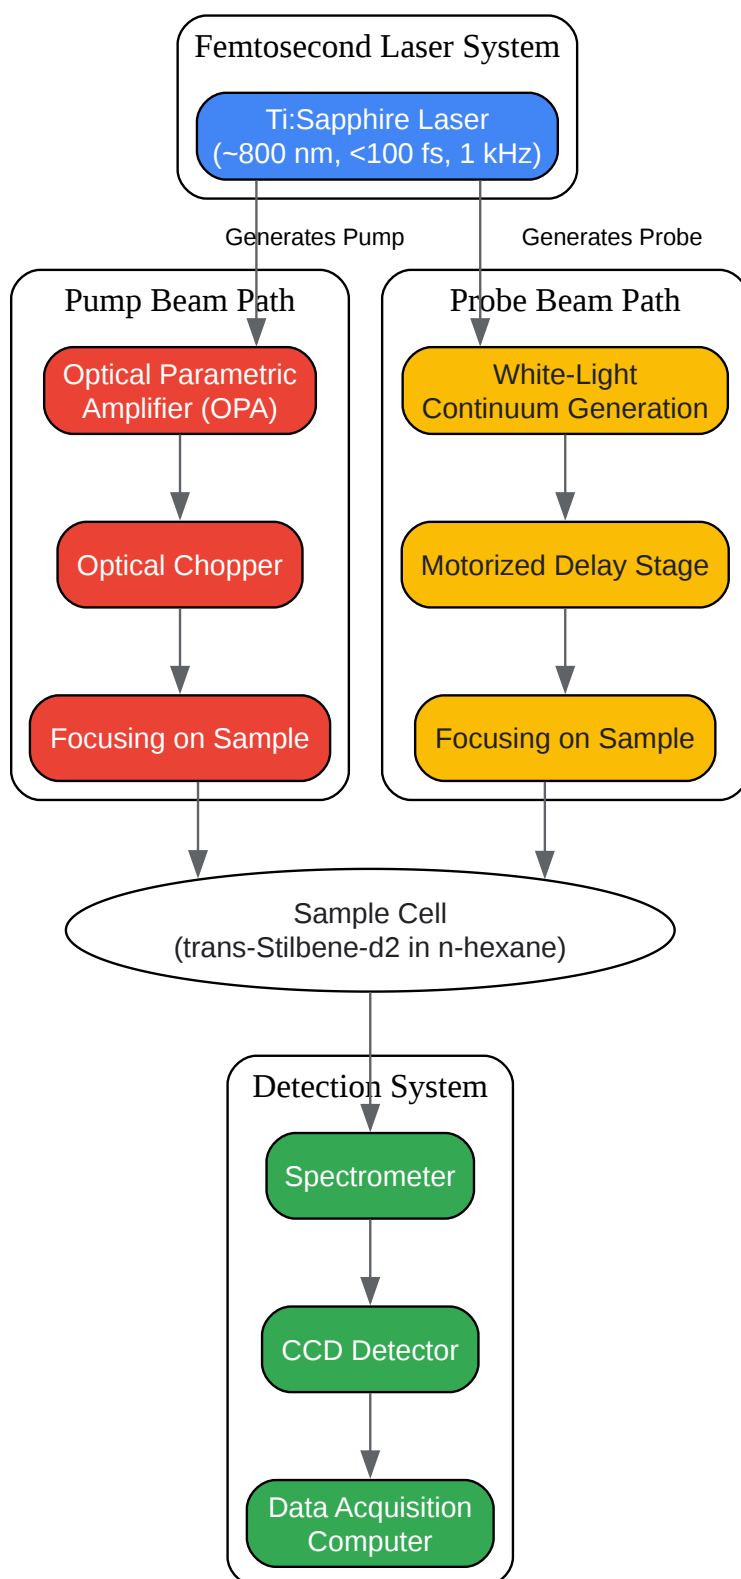 Femtosecond Laser System
Ti:Sapphire Laser
(~800 nm, <100 fs, 1 kHz)
Generates Pump
Generates Probe
Pump Beam Path
Probe Beam Path
Optical Parametric
Amplifier (OPA)
White-Light
Continuum Generation
Optical Chopper
Motorized Delay Stage
Focusing on Sample
Focusing on Sample
Sample Cell
(trans-Stilbene-d2 in n-hexane)
Detection System
Spectrometer
CCD Detector
Data Acquisition
Computer